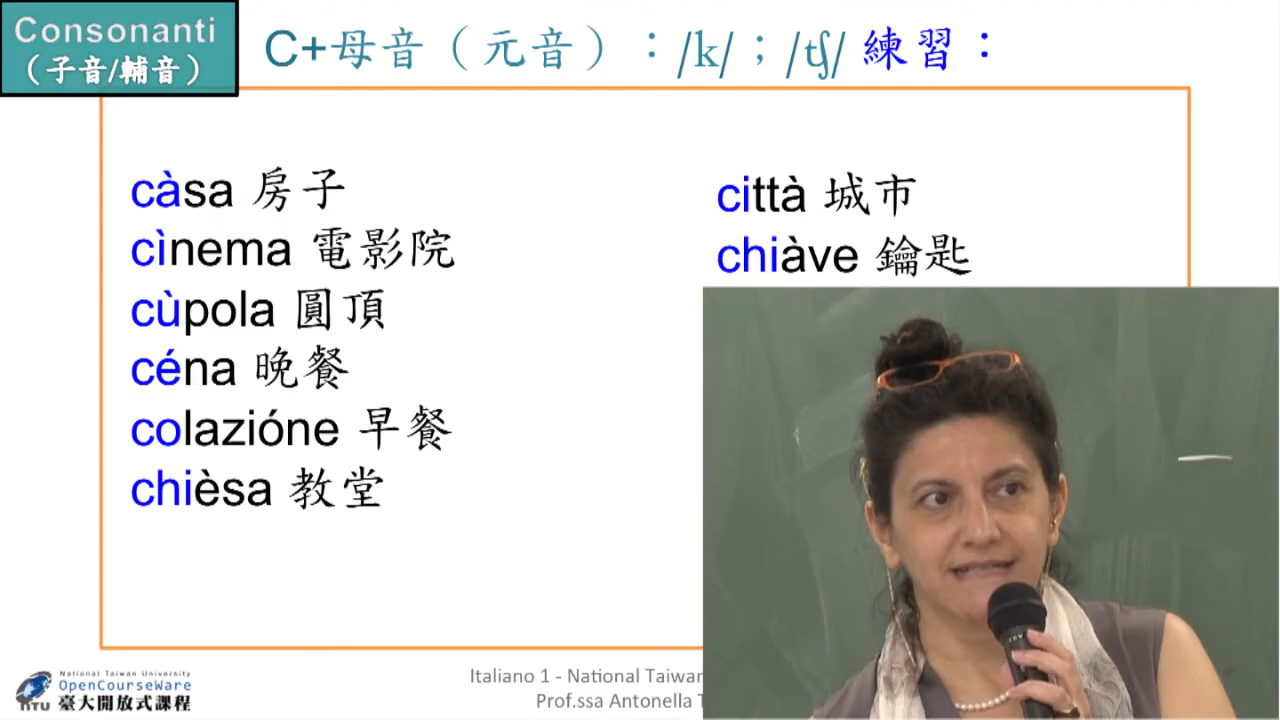 Consonanti
（子音/輔音）
C+母音（元音）：/k/；/tʃ/ 練習：
càsa 房子
cìnema 電影院
cùpola 圓頂
céna 晚餐
colazióne 早餐
chièsa 教堂
città 城市
chiàve 鑰匙
National Taiwan University
OpenCourseWare
NTU 臺大開放式課程
Italiano 1 - National Taiwan
Prof.ssa Antonella